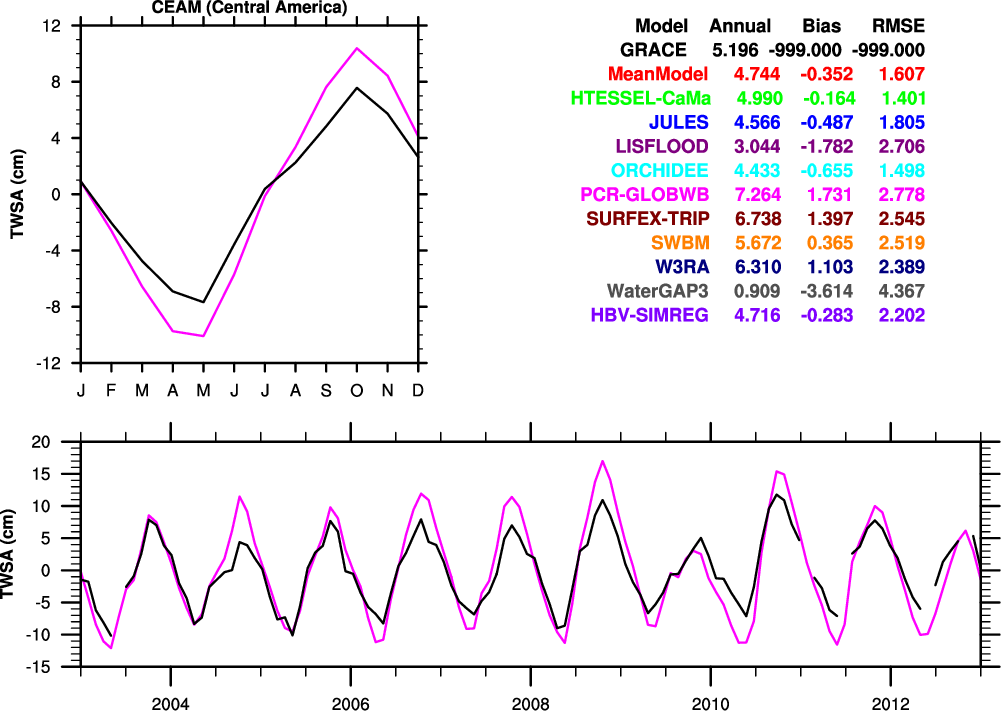 CEAM (Central America)
12
8
4
0
-4
-8
-12
TWSA (cm)
J F M A M J J A S O N D
Model Annual Bias RMSE
GRACE 5.196 -999.000 -999.000
MeanModel 4.744 -0.352 1.607
HTESSEL-CaMa 4.990 -0.164 1.401
JULES 4.566 -0.487 1.805
LISFLOOD 3.044 -1.782 2.706
ORCHIDEE 4.433 -0.655 1.498
PCR-GLOBWB 7.264 1.731 2.778
SURFEX-TRIP 6.738 1.397 2.545
SWBM 5.672 0.365 2.519
W3RA 6.310 1.103 2.389
WaterGAP3 0.909 -3.614 4.367
HBV-SIMREG 4.716 -0.283 2.202
20
15
10
5
0
-5
-10
-15
TWSA (cm)
2004 2006 2008 2010 2012